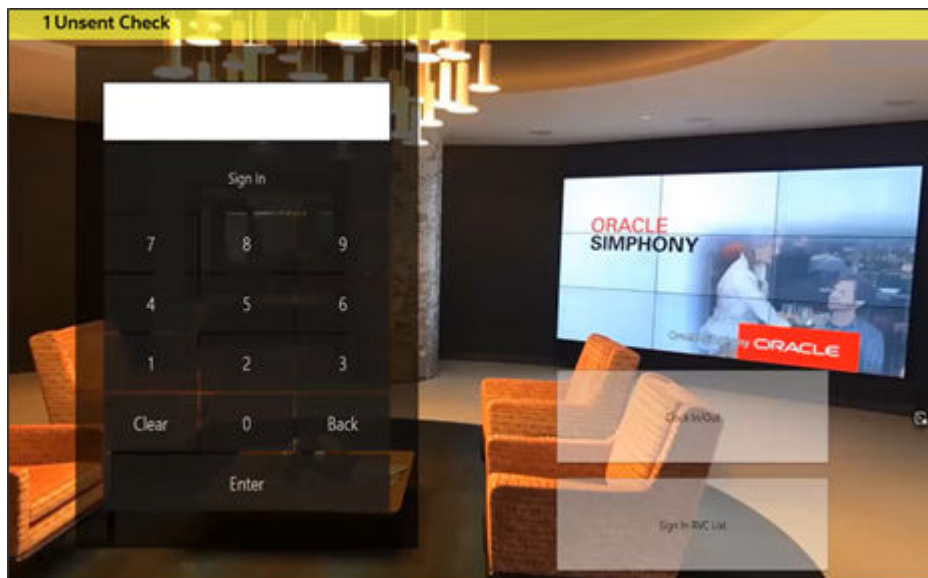 1 Unsent Check
Sign In
7 8 9
4 5 6
1 2 3
Clear 0 Back
Enter
ORACLE
SIMPHONY
ORACLE
Clock In/Out
Sign In RVC List